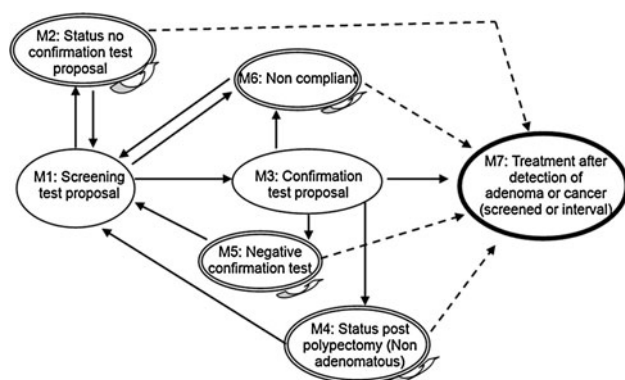 M2: Status no
confirmation test
proposal
M6: Non compliant
M1: Screening
test proposal
M3: Confirmation
test proposal
M7: Treatment after
detection of
adenoma or cancer
(screened or interval)
M5: Negative
confirmation test
M4: Status post
polypectomy (Non
adenomatous)